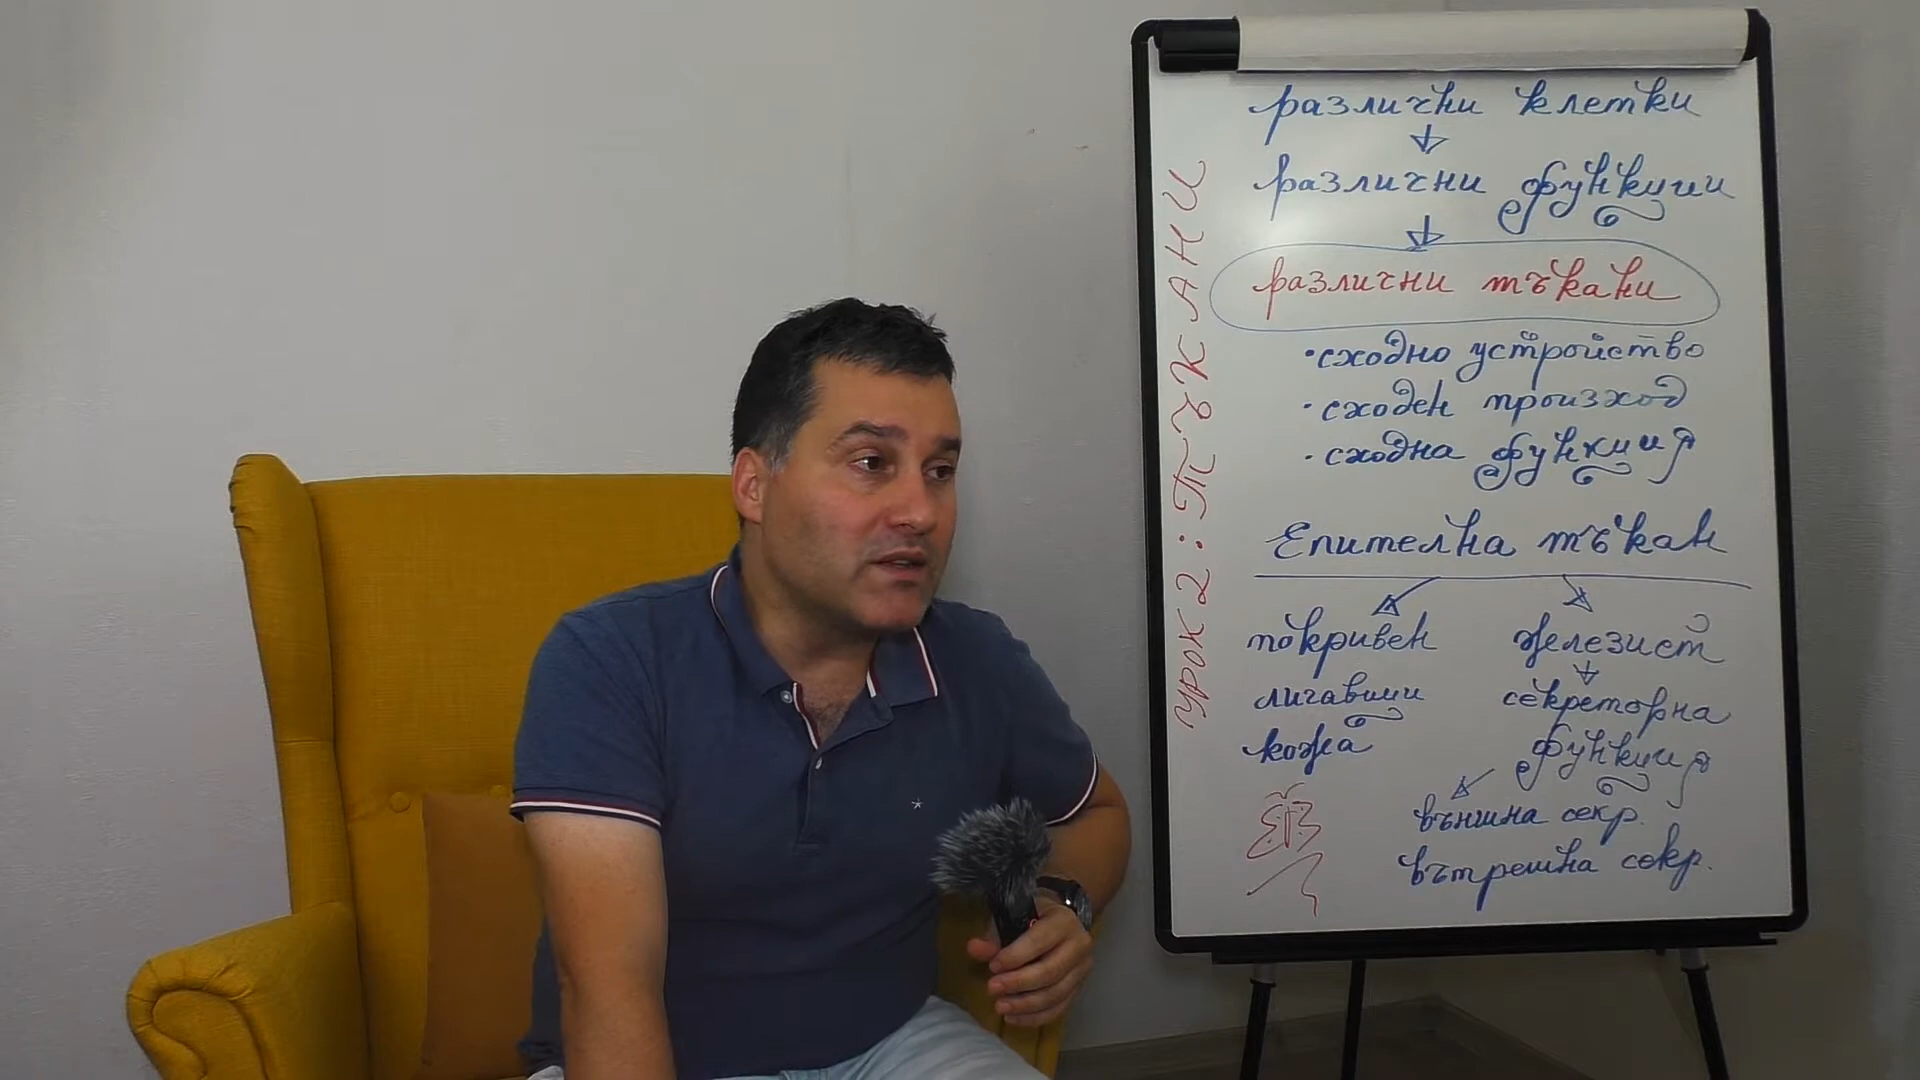 УРОК 2: ТЪКАНИ
различни клетки
различни функции
различни тъкани
• сходно устройство
• сходен произход
• сходна функция
Епителна тъкан
покривен железист
лигавици секреторна
кожа функция
външна секр.
вътрешна секр.